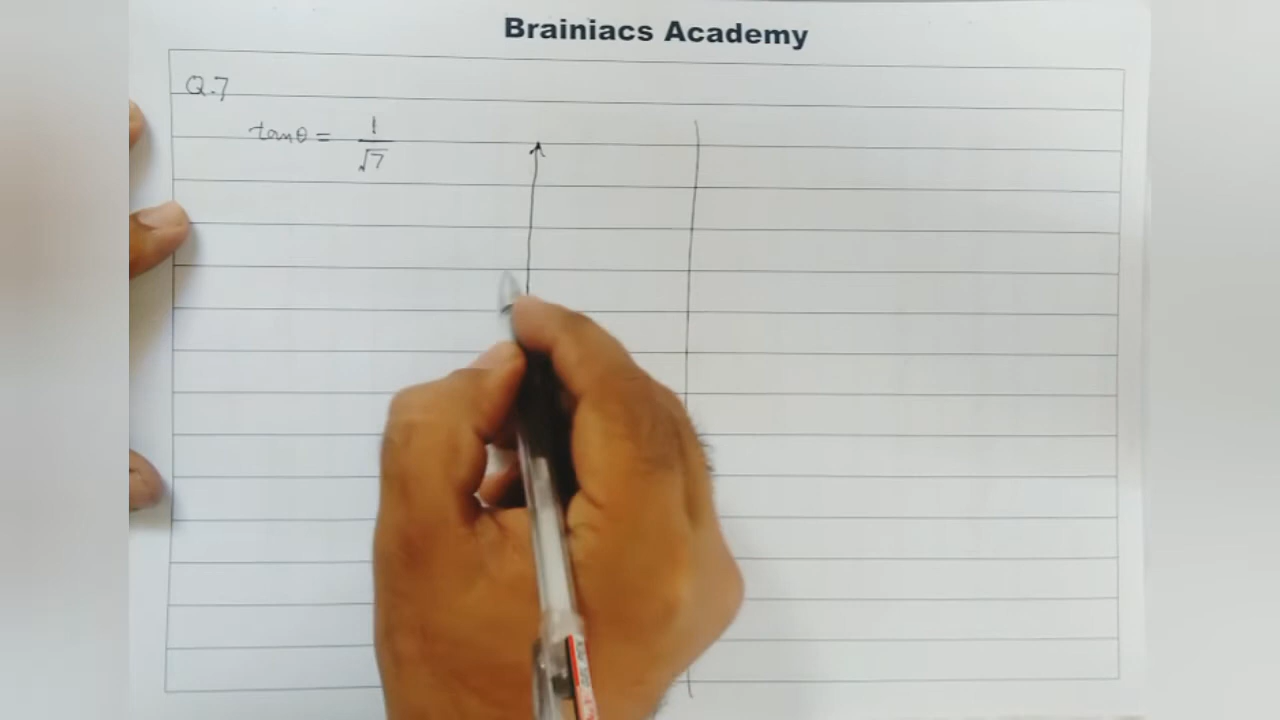 Brainiacs Academy
Q.7
tanθ = 1/√7